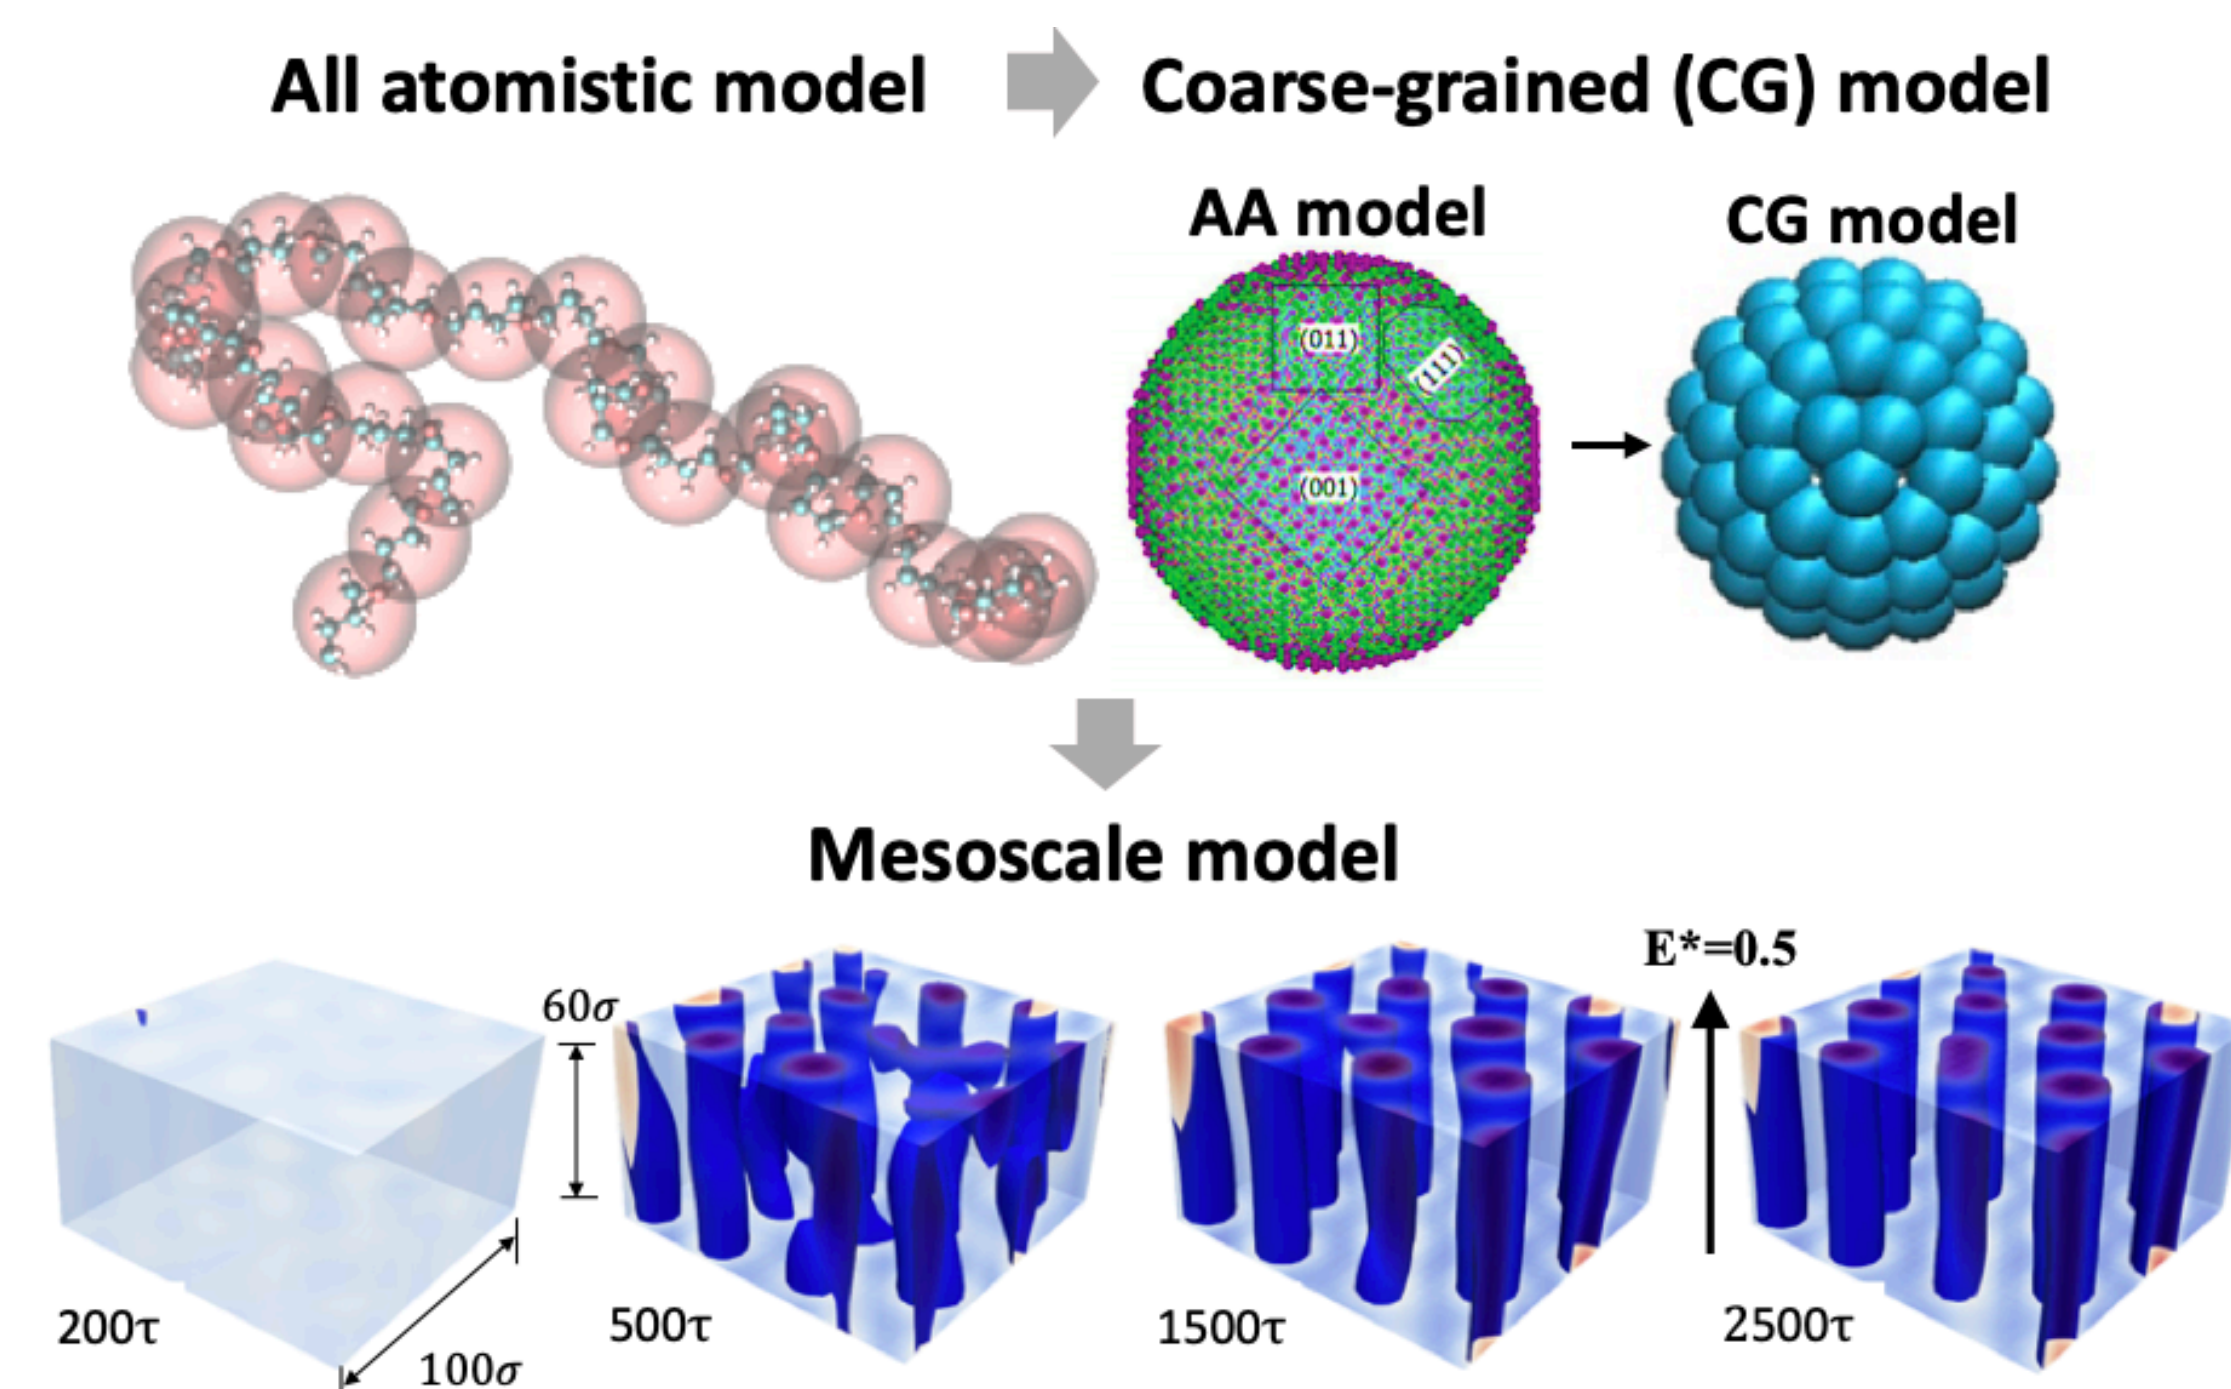 All atomistic model
Coarse-grained (CG) model
AA model
CG model
(011)
(111)
(001)
Mesoscale model
E*=0.5
60σ
200τ
100σ
500τ
1500τ
2500τ